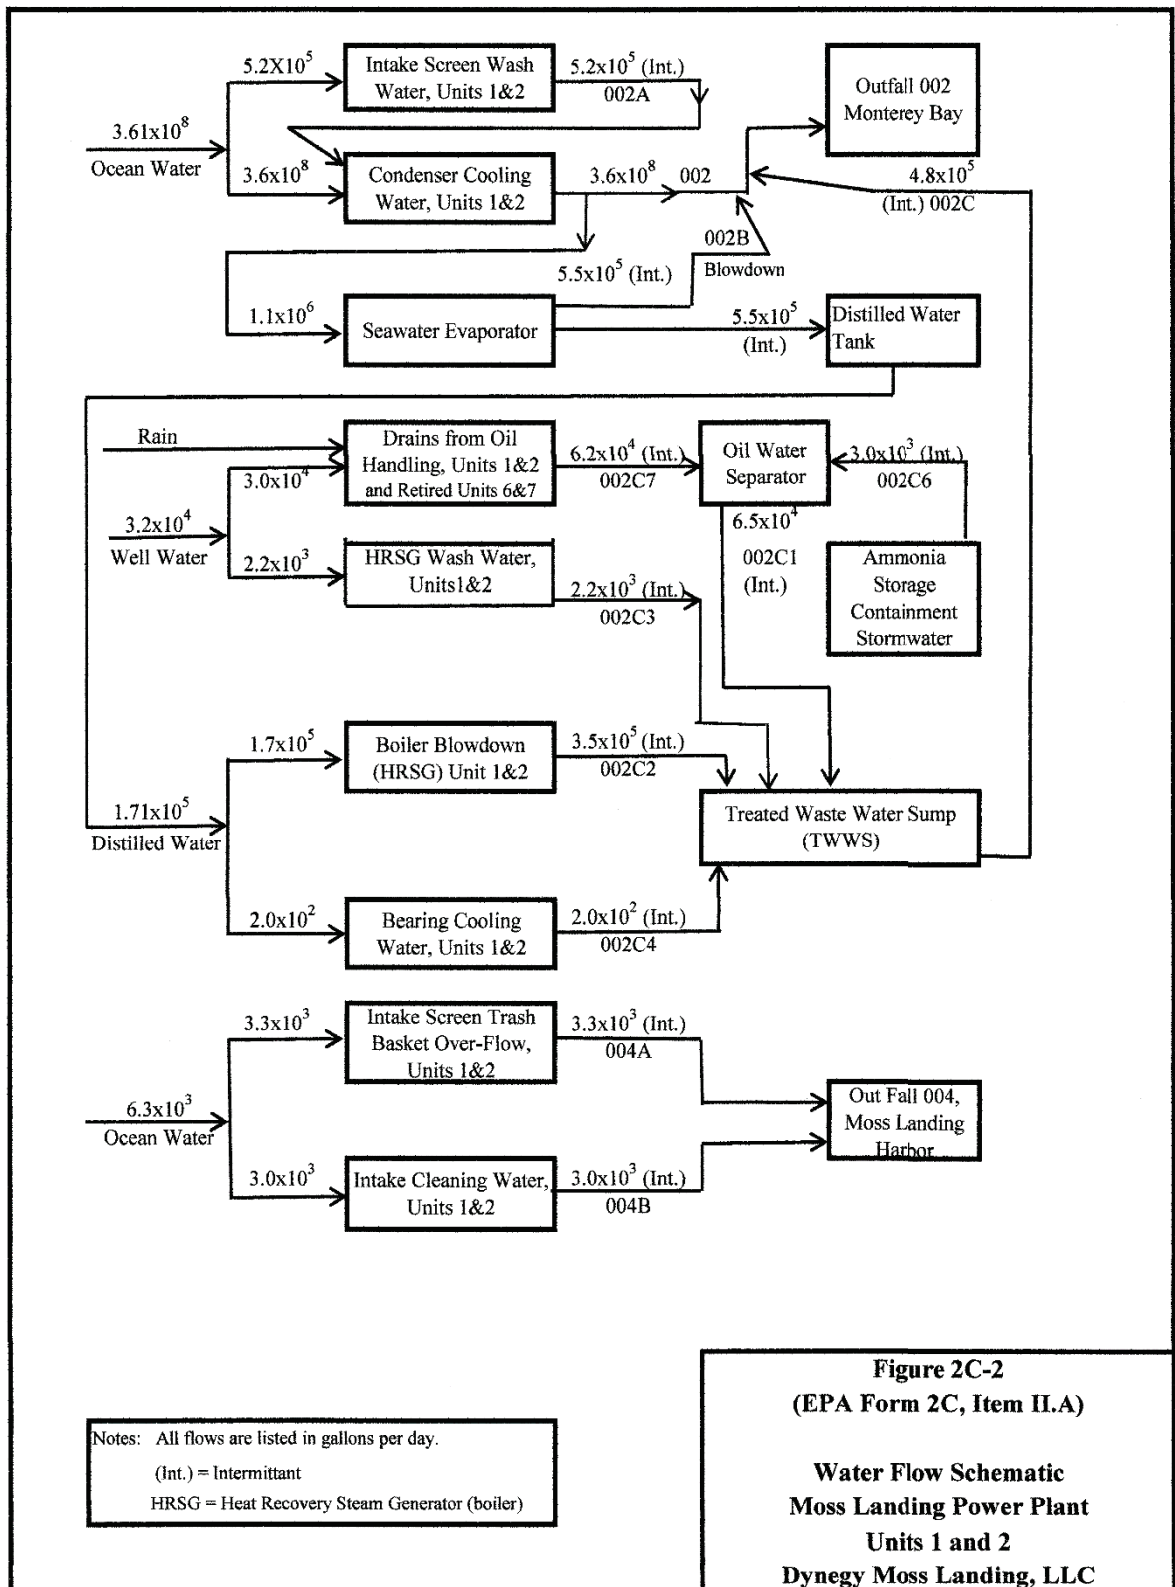 5.2X10⁵
Intake Screen Wash
Water, Units 1&2
5.2x10⁵ (Int.)
002A
Outfall 002
Monterey Bay
3.61x10⁸
Ocean Water
3.6x10⁸
Condenser Cooling
Water, Units 1&2
3.6x10⁸
002
4.8x10⁵
(Int.) 002C
002B
Blowdown
5.5x10⁵ (Int.)
1.1x10⁶
Seawater Evaporator
5.5x10⁵
(Int.)
Distilled Water
Tank
Rain
3.0x10⁴
Drains from Oil
Handling, Units 1&2
and Retired Units 6&7
6.2x10⁴ (Int.)
002C7
Oil Water
Separator
3.0x10³ (Int.)
002C6
3.2x10⁴
Well Water
2.2x10³
HRSG Wash Water,
Units1&2
2.2x10³ (Int.)
002C3
6.5x10⁴
002C1
(Int.)
Ammonia
Storage
Containment
Stormwater
1.7x10⁵
Boiler Blowdown
(HRSG) Unit 1&2
3.5x10⁵ (Int.)
002C2
1.71x10⁵
Distilled Water
Treated Waste Water Sump
(TWWS)
2.0x10²
Bearing Cooling
Water, Units 1&2
2.0x10² (Int.)
002C4
3.3x10³
Intake Screen Trash
Basket Over-Flow,
Units 1&2
3.3x10³ (Int.)
004A
6.3x10³
Ocean Water
Out Fall 004,
Moss Landing
Harbor
3.0x10³
Intake Cleaning Water,
Units 1&2
3.0x10³ (Int.)
004B
Notes: All flows are listed in gallons per day.
(Int.) = Intermittant
HRSG = Heat Recovery Steam Generator (boiler)
Figure 2C-2
(EPA Form 2C, Item II.A)
Water Flow Schematic
Moss Landing Power Plant
Units 1 and 2
Dynegy Moss Landing, LLC